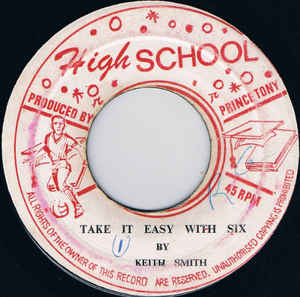 High SCHOOL
PRODUCED BY
PRINCE TONY
45 RPM
TAKE IT EASY WITH SIX
1
BY
KEITH SMITH
ALL RIGHTS OF THE OWNER OF THIS RECORD ARE RESERVED. UNAUTHORISED COPYING IS PROHIBITED